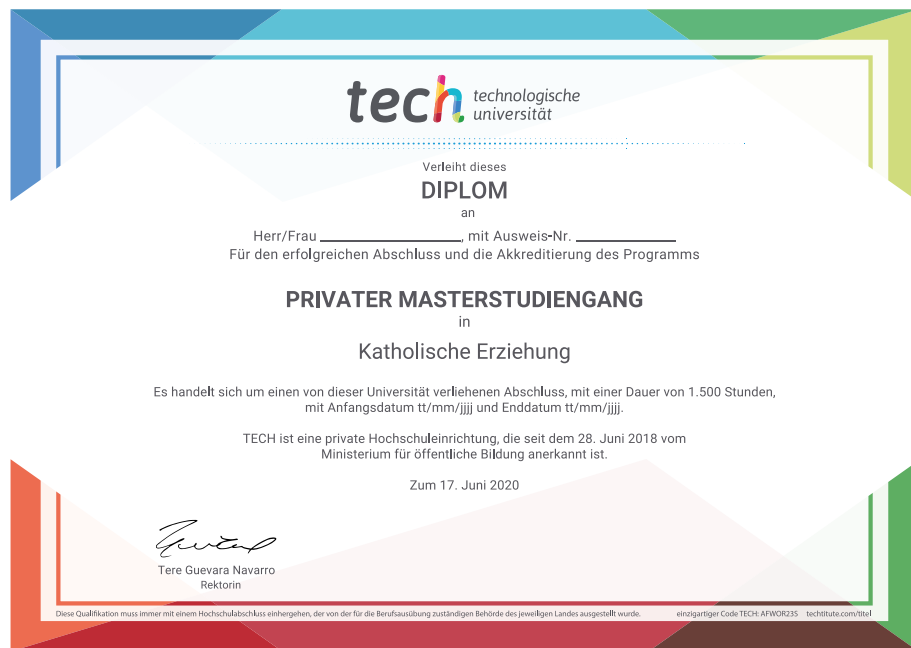 tech technologische
universität
Verleiht dieses
DIPLOM
an
Herr/Frau ____________________, mit Ausweis-Nr. ______________
Für den erfolgreichen Abschluss und die Akkreditierung des Programms
PRIVATER MASTERSTUDIENGANG
in
Katholische Erziehung
Es handelt sich um einen von dieser Universität verliehenen Abschluss, mit einer Dauer von 1.500 Stunden,
mit Anfangsdatum tt/mm/jjjj und Enddatum tt/mm/jjjj.
TECH ist eine private Hochschuleinrichtung, die seit dem 28. Juni 2018 vom
Ministerium für öffentliche Bildung anerkannt ist.
Zum 17. Juni 2020
Tere Guevara Navarro
Rektorin
Diese Qualifikation muss immer mit einem Hochschulabschluss einhergehen, der von der für die Berufsausübung zuständigen Behörde des jeweiligen Landes ausgestellt wurde. einzigartiger Code TECH: AFWOR235 techtitute.com/titel